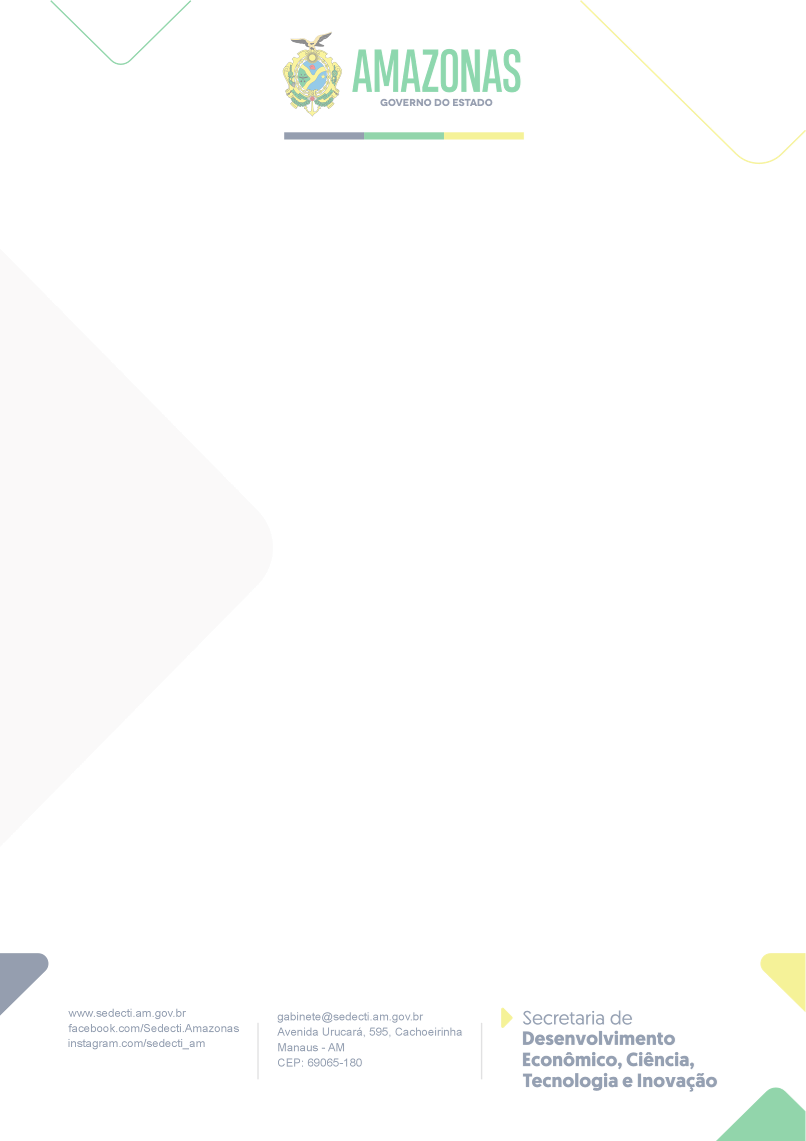 AMAZONAS
GOVERNO DO ESTADO
www.sedecti.am.gov.br
facebook.com/Sedecti.Amazonas
instagram.com/sedecti_am
gabinete@sedecti.am.gov.br
Avenida Urucará, 595, Cachoeirinha
Manaus - AM
CEP: 69065-180
Secretaria de
Desenvolvimento
Econômico, Ciência,
Tecnologia e Inovação